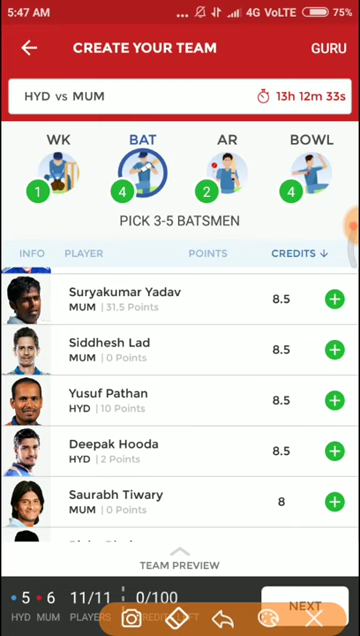 5:47 AM ... 4G VoLTE 75%
CREATE YOUR TEAM GURU
HYD vs MUM 13h 12m 33s
WK BAT AR BOWL
1 4 2 4
PICK 3-5 BATSMEN
INFO PLAYER POINTS CREDITS ↓
Suryakumar Yadav
MUM | 31.5 Points 8.5
Siddhesh Lad
MUM | 0 Points 8.5
Yusuf Pathan
HYD | 10 Points 8.5
Deepak Hooda
HYD | 2 Points 8.5
Saurabh Tiwary
MUM | 0 Points 8
TEAM PREVIEW
5 6 11/11 0/100 NEXT
HYD MUM PLAYERS